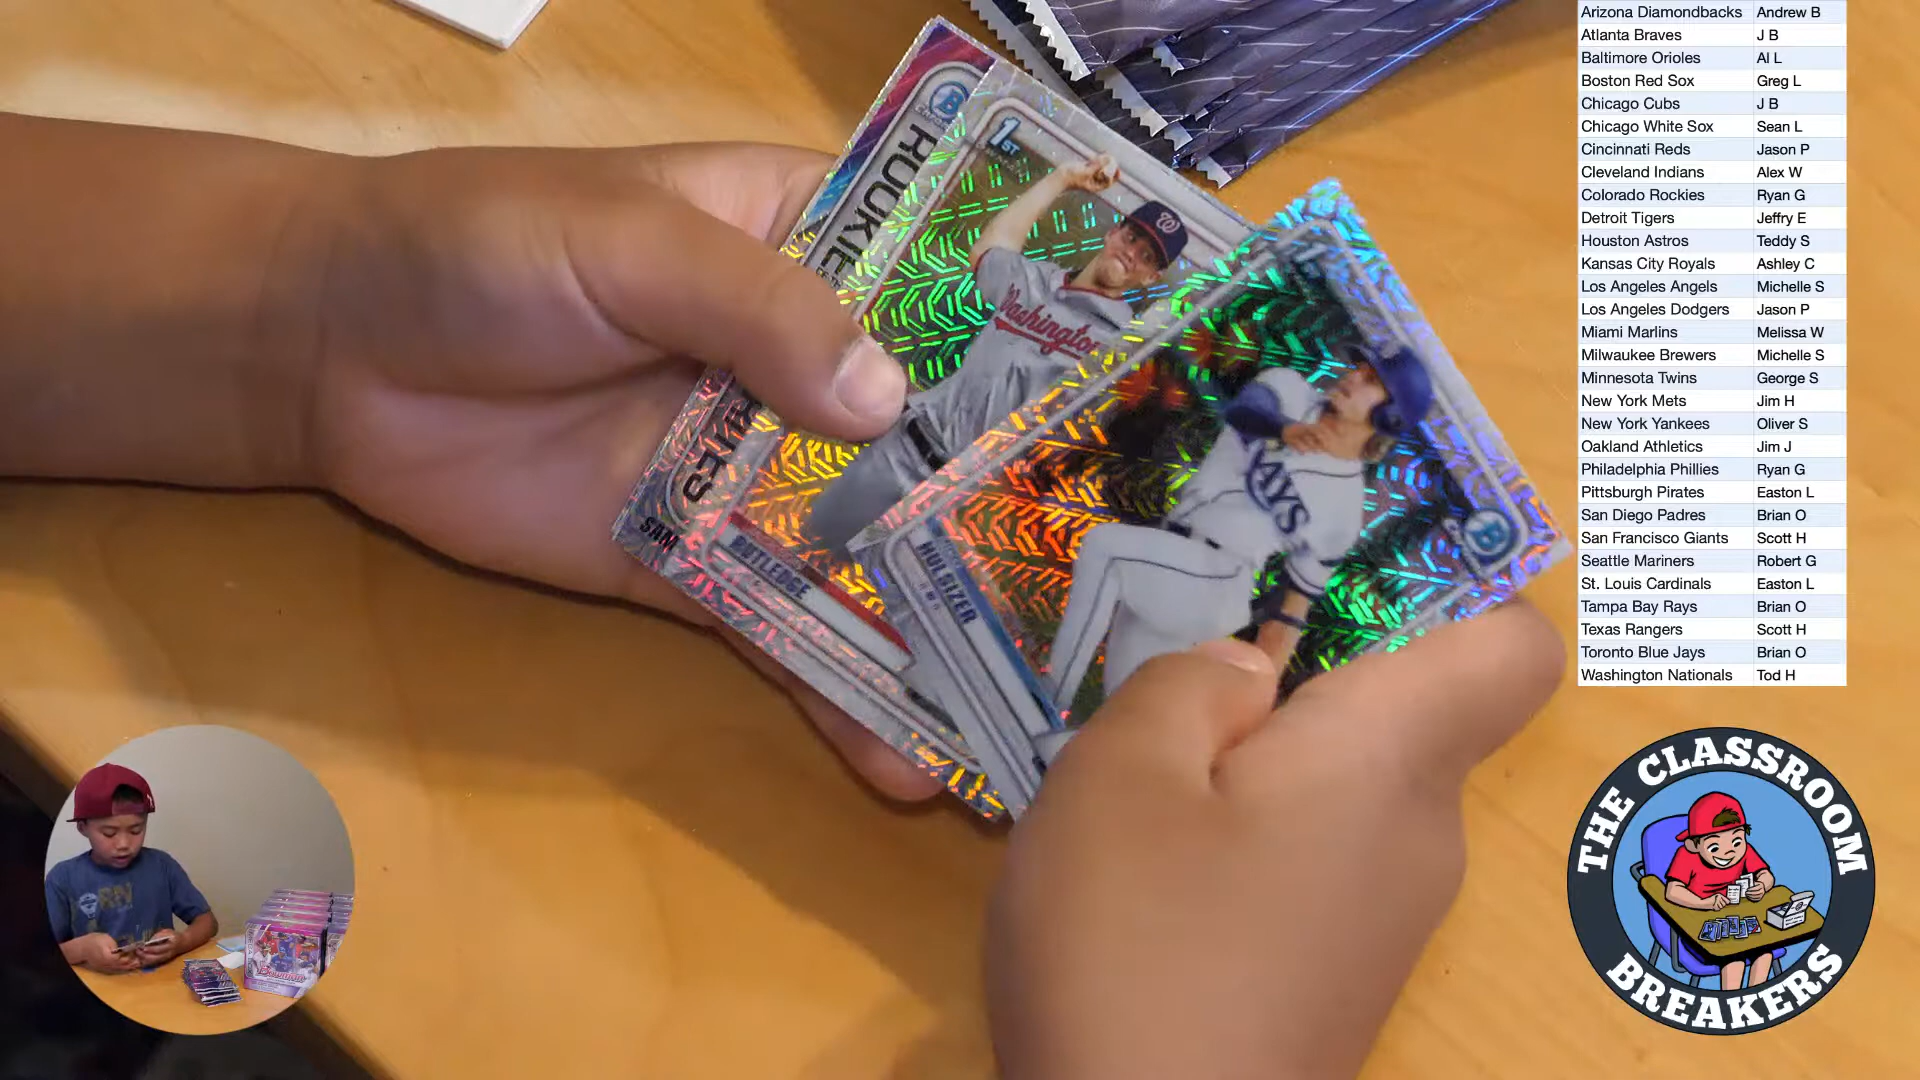 Arizona Diamondbacks Andrew B
Atlanta Braves J B
Baltimore Orioles Al L
Boston Red Sox Greg L
Chicago Cubs J B
Chicago White Sox Sean L
Cincinnati Reds Jason P
Cleveland Indians Alex W
Colorado Rockies Ryan G
Detroit Tigers Jeffry E
Houston Astros Teddy S
Kansas City Royals Ashley C
Los Angeles Angels Michelle S
Los Angeles Dodgers Jason P
Miami Marlins Melissa W
Milwaukee Brewers Michelle S
Minnesota Twins George S
New York Mets Jim H
New York Yankees Oliver S
Oakland Athletics Jim J
Philadelphia Phillies Ryan G
Pittsburgh Pirates Easton L
San Diego Padres Brian O
San Francisco Giants Scott H
Seattle Mariners Robert G
St. Louis Cardinals Easton L
Tampa Bay Rays Brian O
Texas Rangers Scott H
Toronto Blue Jays Brian O
Washington Nationals Tod H
ROOKIE
1ST
W
Washington
RUTLEDGE
SAM
HULSIZER
RAYS
B
Bowman
THE CLASSROOM
BREAKERS